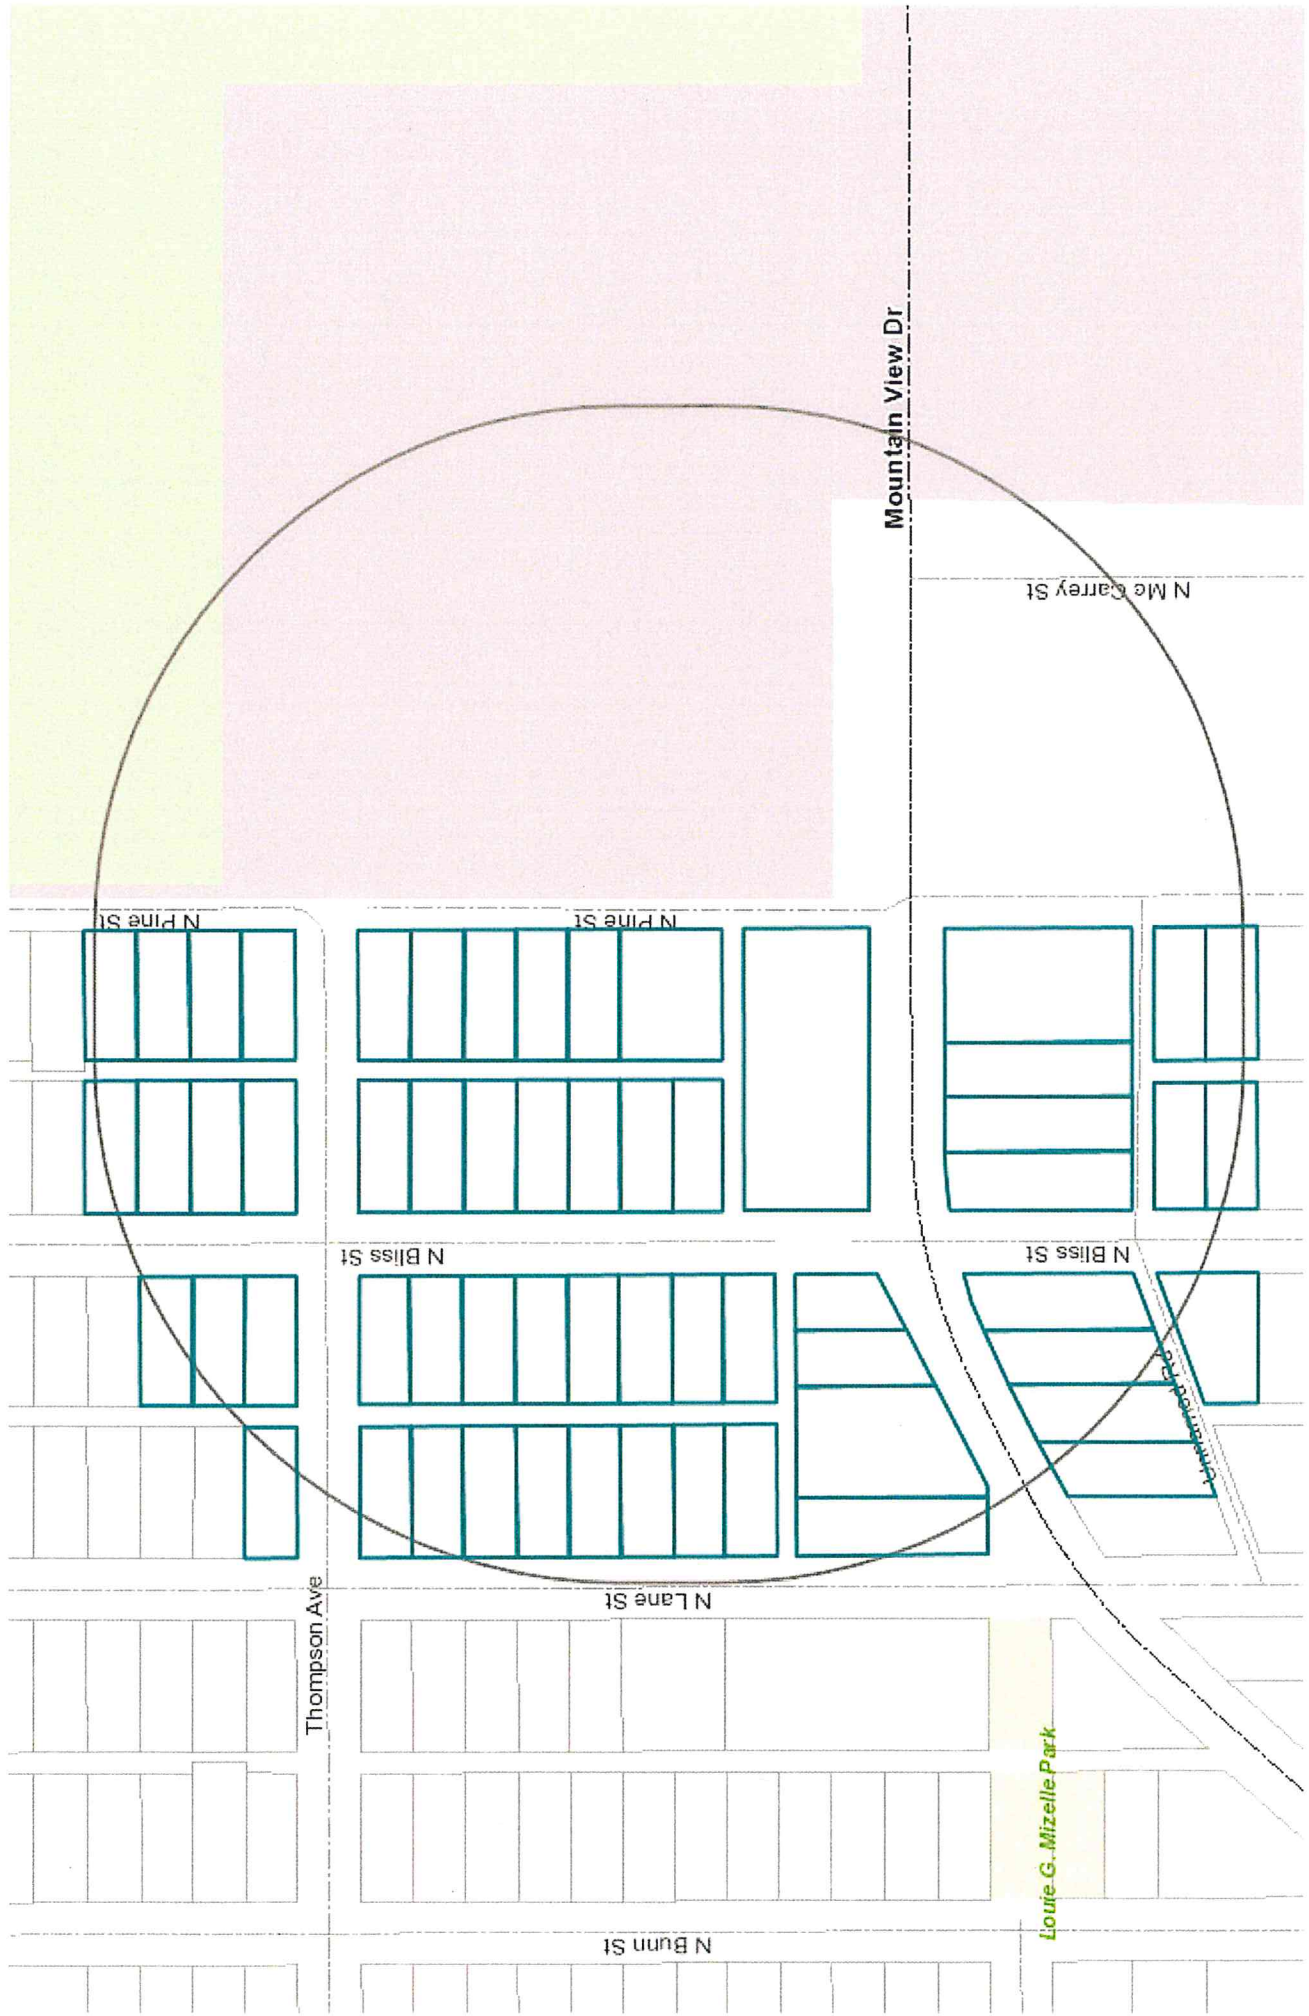 Mountain View Dr
N Mc Carrey St
N Pine St
N Pine St
N Bliss St
N Bliss St
Thompson Ave
N Lane St
Louie G. Mizelle Park
N Bunn St